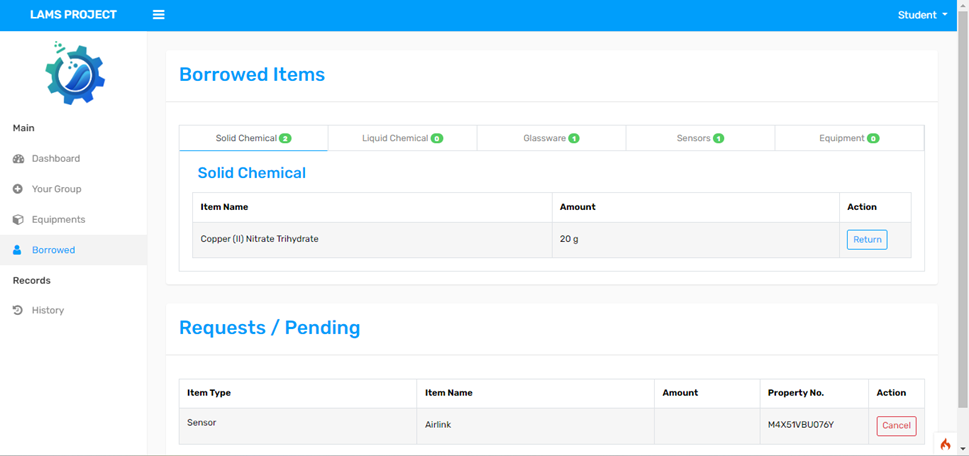 LAMS PROJECT
Student
Main
Dashboard
Your Group
Equipments
Borrowed
Records
History
Borrowed Items
Solid Chemical 2
Liquid Chemical 0
Glassware 1
Sensors 1
Equipment 0
Solid Chemical
Item Name Amount Action
Copper (II) Nitrate Trihydrate 20 g Return
Requests / Pending
Item Type Item Name Amount Property No. Action
Sensor Airlink M4X51VBU076Y Cancel